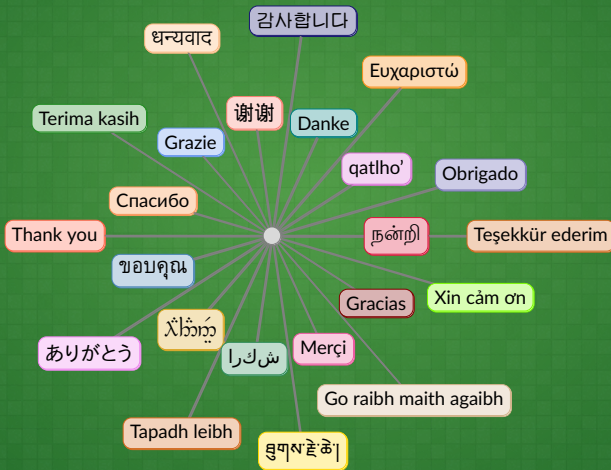 감사합니다
धन्यवाद
Ευχαριστώ
谢谢
Terima kasih
Danke
Grazie
qatlho’
Obrigado
Спасибо
Thank you
நன்றி
Teşekkür ederim
ขอบคุณ
Gracias
Xin cảm ơn
ありがとう
شكرا
Merçi
Go raibh maith agaibh
Tapadh leibh
ཐུགས་རྗེ་ཆེ།